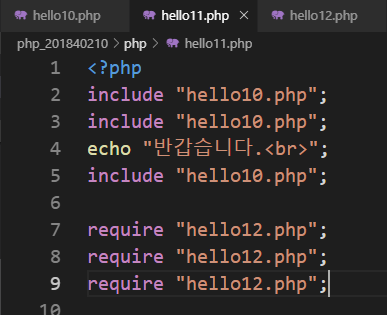 hello10.php hello11.php × hello12.php
php_201840210 > php > hello11.php
1 <?php
2 include "hello10.php";
3 include "hello10.php";
4 echo "반갑습니다.<br>";
5 include "hello10.php";
6
7 require "hello12.php";
8 require "hello12.php";
9 require "hello12.php";
10